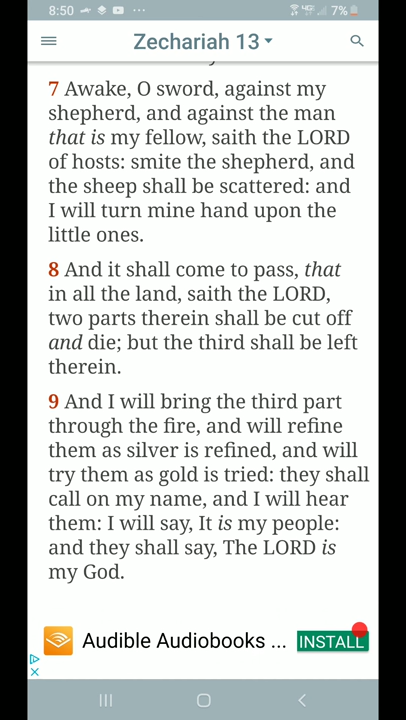 8:50 7%
Zechariah 13
7 Awake, O sword, against my
shepherd, and against the man
that is my fellow, saith the LORD
of hosts: smite the shepherd, and
the sheep shall be scattered: and
I will turn mine hand upon the
little ones.
8 And it shall come to pass, that
in all the land, saith the LORD,
two parts therein shall be cut off
and die; but the third shall be left
therein.
9 And I will bring the third part
through the fire, and will refine
them as silver is refined, and will
try them as gold is tried: they shall
call on my name, and I will hear
them: I will say, It is my people:
and they shall say, The LORD is
my God.
Audible Audiobooks ... INSTALL